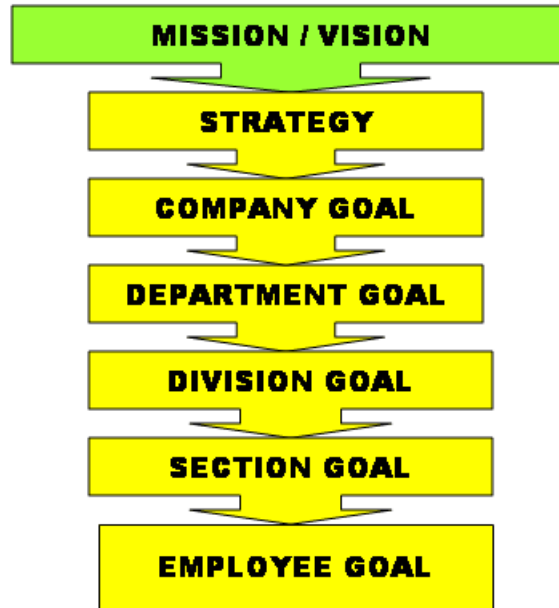 MISSION / VISION
STRATEGY
COMPANY GOAL
DEPARTMENT GOAL
DIVISION GOAL
SECTION GOAL
EMPLOYEE GOAL